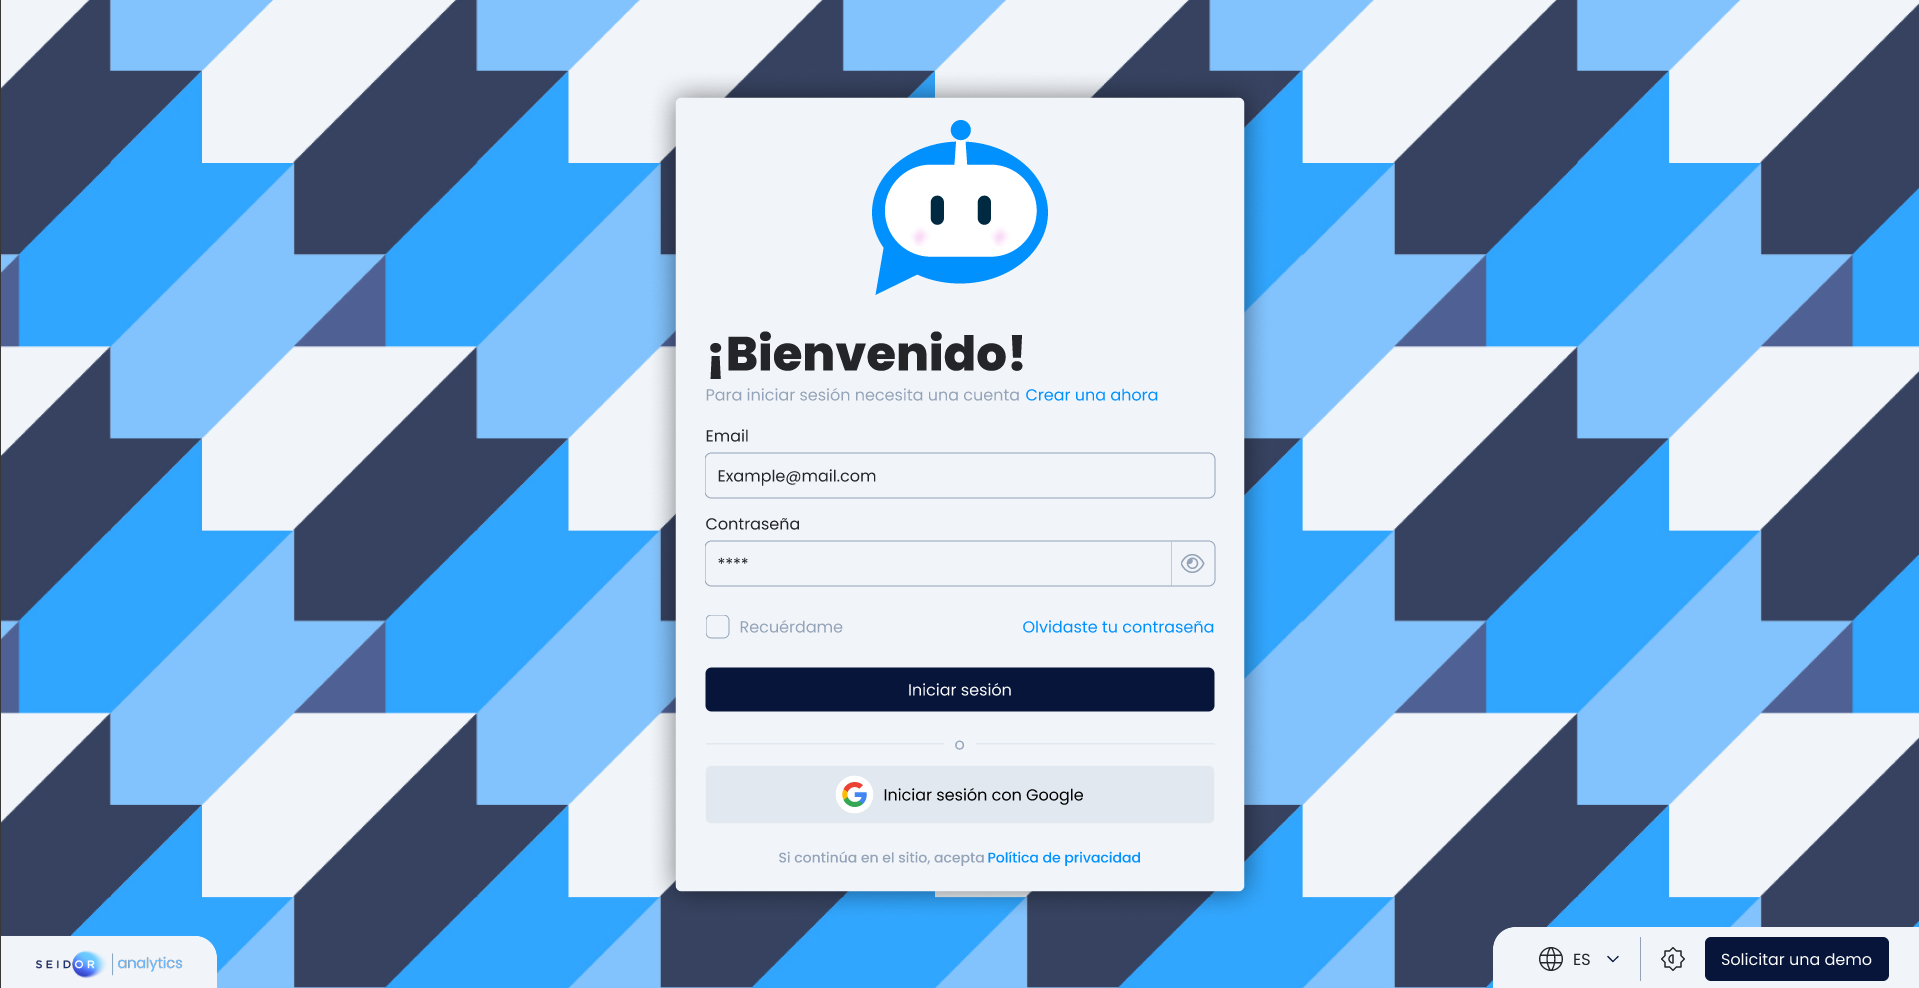 ¡Bienvenido!
Para iniciar sesión necesita una cuenta Crear una ahora
Email
Example@mail.com
Contraseña
****
Recuérdame
Olvidaste tu contraseña
Iniciar sesión
o
Iniciar sesión con Google
Si continúa en el sitio, acepta Política de privacidad
SEIDOR analytics
ES
Solicitar una demo